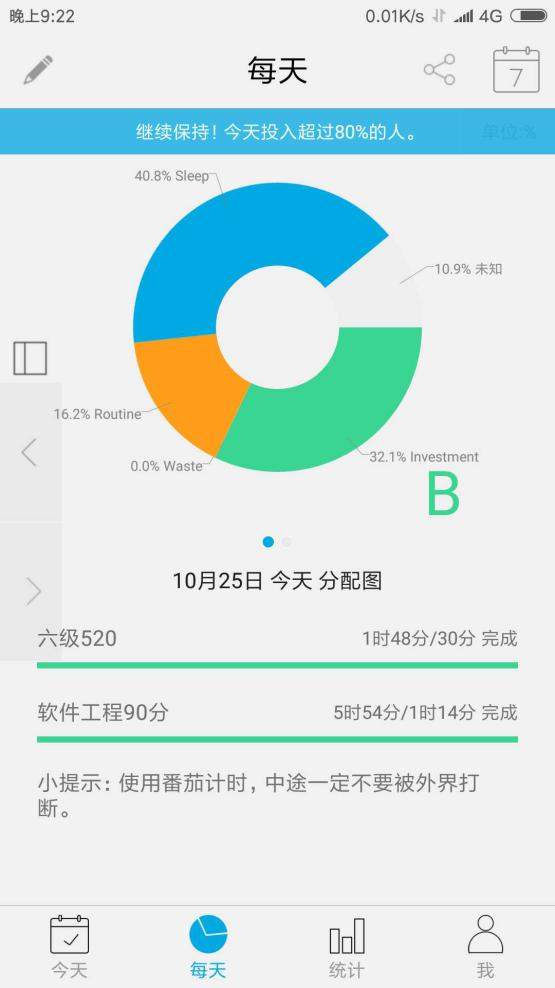 晚上9:22
0.01K/s 4G
每天
7
继续保持！今天投入超过80%的人。
单位:%
40.8% Sleep
10.9% 未知
16.2% Routine
0.0% Waste
32.1% Investment
B
10月25日 今天 分配图
六级520 1时48分/30分 完成
软件工程90分 5时54分/1时14分 完成
小提示：使用番茄计时，中途一定不要被外界打
断。
今天 每天 统计 我